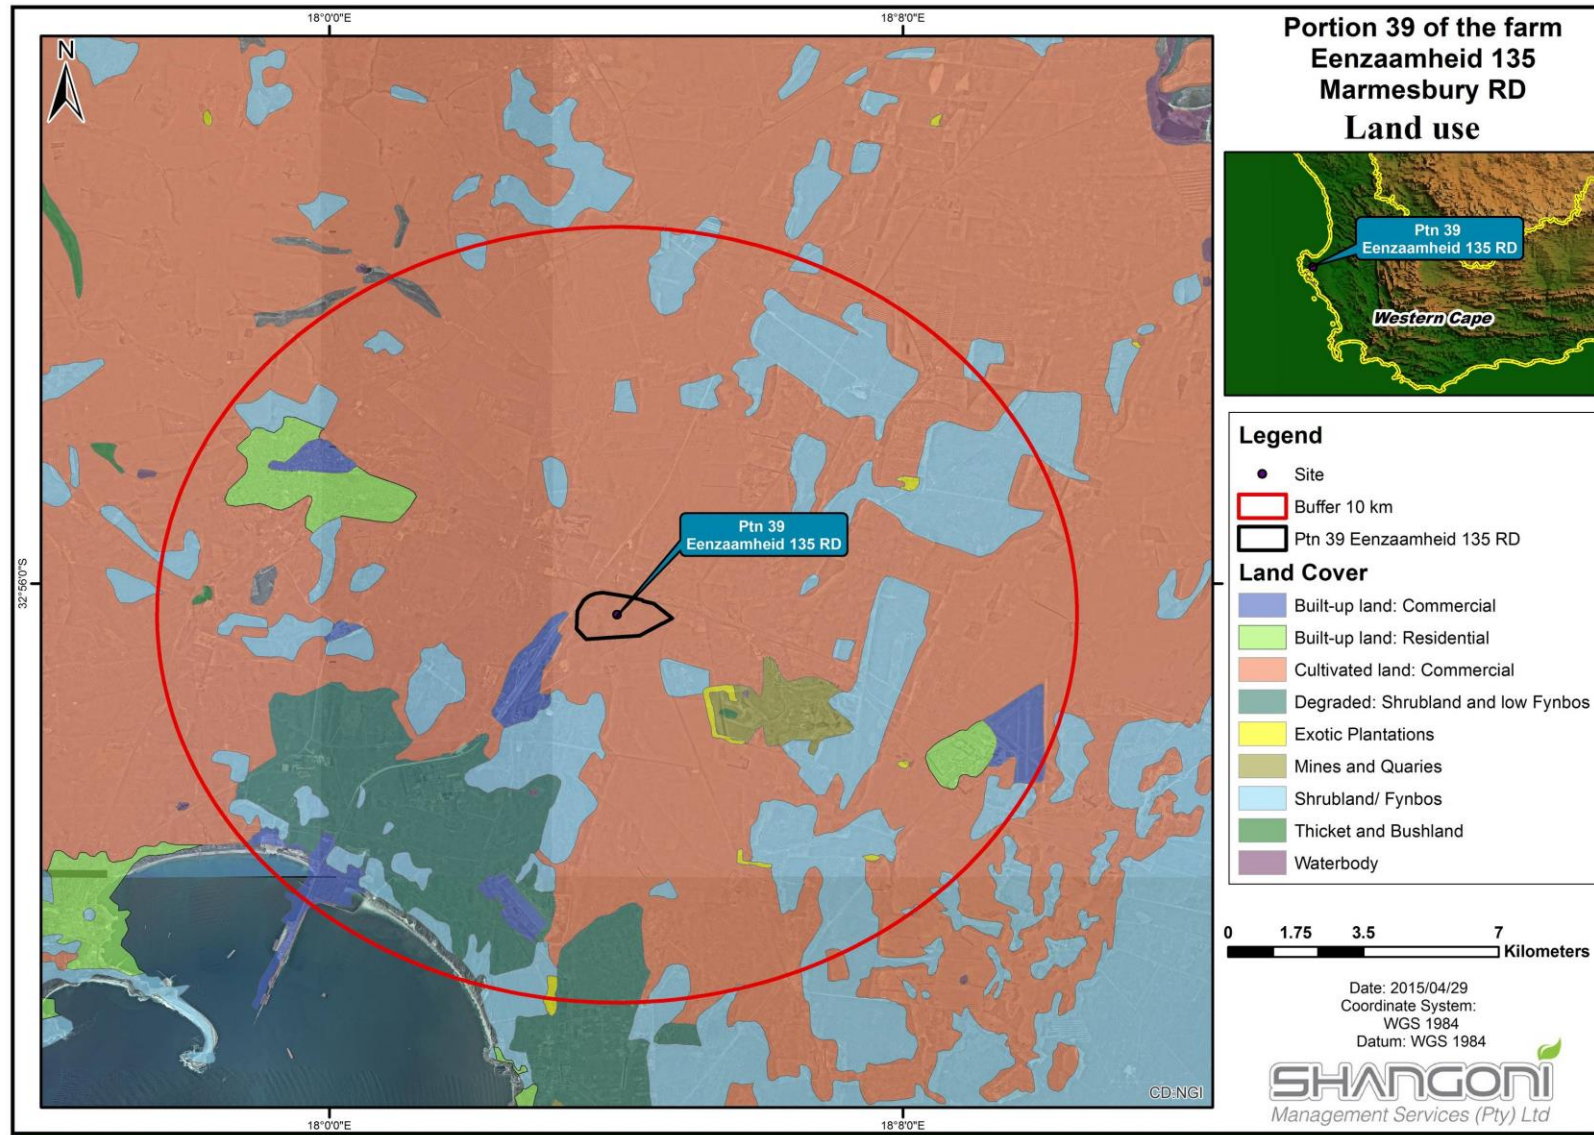 18°0'0"E
18°8'0"E
N
32°56'0"S
Ptn 39
Eenzaamheid 135 RD
CD:NGI
18°0'0"E
18°8'0"E
Portion 39 of the farm
Eenzaamheid 135
Marmesbury RD
Land use
Ptn 39
Eenzaamheid 135 RD
Western Cape
Legend
Site
Buffer 10 km
Ptn 39 Eenzaamheid 135 RD
Land Cover
Built-up land: Commercial
Built-up land: Residential
Cultivated land: Commercial
Degraded: Shrubland and low Fynbos
Exotic Plantations
Mines and Quaries
Shrubland/ Fynbos
Thicket and Bushland
Waterbody
0 1.75 3.5 7
Kilometers
Date: 2015/04/29
Coordinate System:
WGS 1984
Datum: WGS 1984
SHANGONI
Management Services (Pty) Ltd